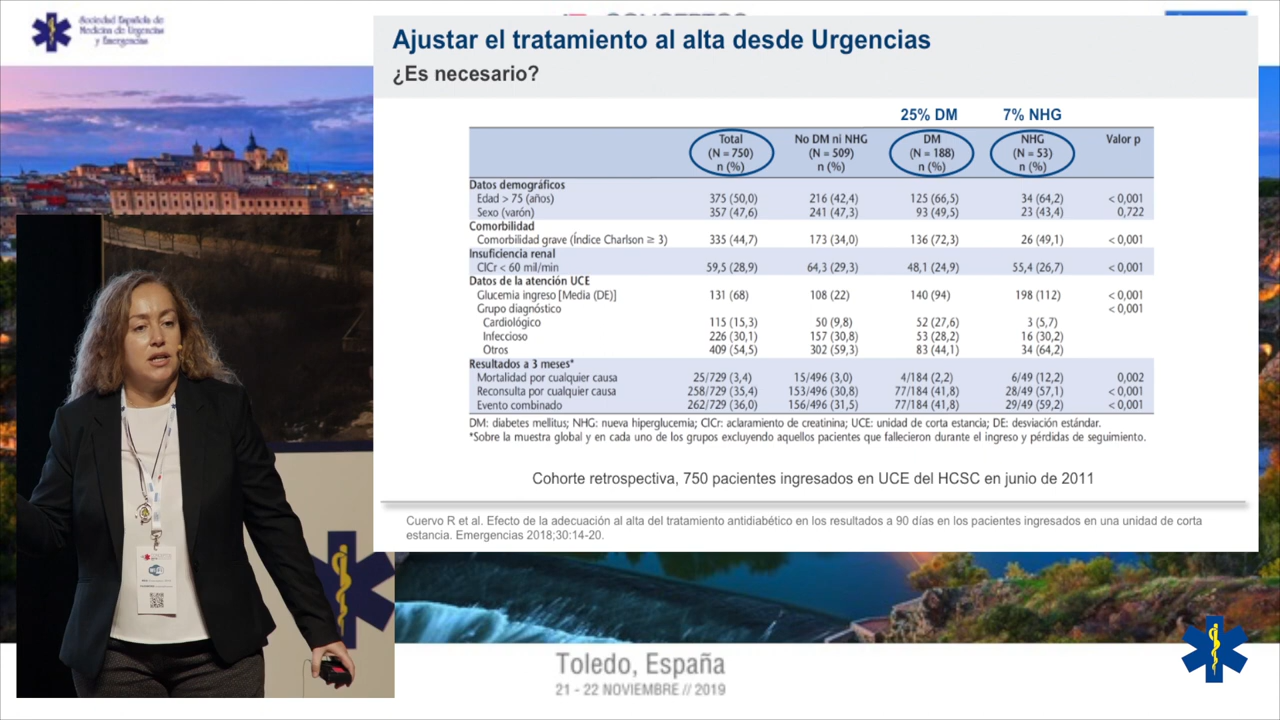 Sociedad Española de
Medicina de Urgencias
y Emergencias
Ajustar el tratamiento al alta desde Urgencias
¿Es necesario?
25% DM 7% NHG
Total No DM ni NHG DM NHG Valor p
(N = 750) (N = 509) (N = 188) (N = 53)
n (%) n (%) n (%) n (%)
Datos demográficos
Edad > 75 (años) 375 (50,0) 216 (42,4) 125 (66,5) 34 (64,2) < 0,001
Sexo (varón) 357 (47,6) 241 (47,3) 93 (49,5) 23 (43,4) 0,722
Comorbilidad
Comorbilidad grave (Índice Charlson ≥ 3) 335 (44,7) 173 (34,0) 136 (72,3) 26 (49,1) < 0,001
Insuficiencia renal
ClCr < 60 mil/min 59,5 (28,9) 64,3 (29,3) 48,1 (24,9) 55,4 (26,7) < 0,001
Datos de la atención UCE
Glucemia ingreso [Media (DE)] 131 (68) 108 (22) 140 (94) 198 (112) < 0,001
Grupo diagnóstico < 0,001
Cardiológico 115 (15,3) 50 (9,8) 52 (27,6) 3 (5,7)
Infeccioso 226 (30,1) 157 (30,8) 53 (28,2) 16 (30,2)
Otros 409 (54,5) 302 (59,3) 83 (44,1) 34 (64,2)
Resultados a 3 meses*
Mortalidad por cualquier causa 25/729 (3,4) 15/496 (3,0) 4/184 (2,2) 6/49 (12,2) 0,002
Reconsulta por cualquier causa 258/729 (35,4) 153/496 (30,8) 77/184 (41,8) 28/49 (57,1) < 0,001
Evento combinado 262/729 (36,0) 156/496 (31,5) 77/184 (41,8) 29/49 (59,2) < 0,001
DM: diabetes mellitus; NHG: nueva hiperglucemia; ClCr: aclaramiento de creatinina; UCE: unidad de corta estancia; DE: desviación estándar.
*Sobre la muestra global y en cada uno de los grupos excluyendo aquellos pacientes que fallecieron durante el ingreso y pérdidas de seguimiento.
Cohorte retrospectiva, 750 pacientes ingresados en UCE del HCSC en junio de 2011
Cuervo R et al. Efecto de la adecuación al alta del tratamiento antidiabético en los resultados a 90 días en los pacientes ingresados en una unidad de corta
estancia. Emergencias 2018;30:14-20.
Toledo, España
21 - 22 NOVIEMBRE // 2019